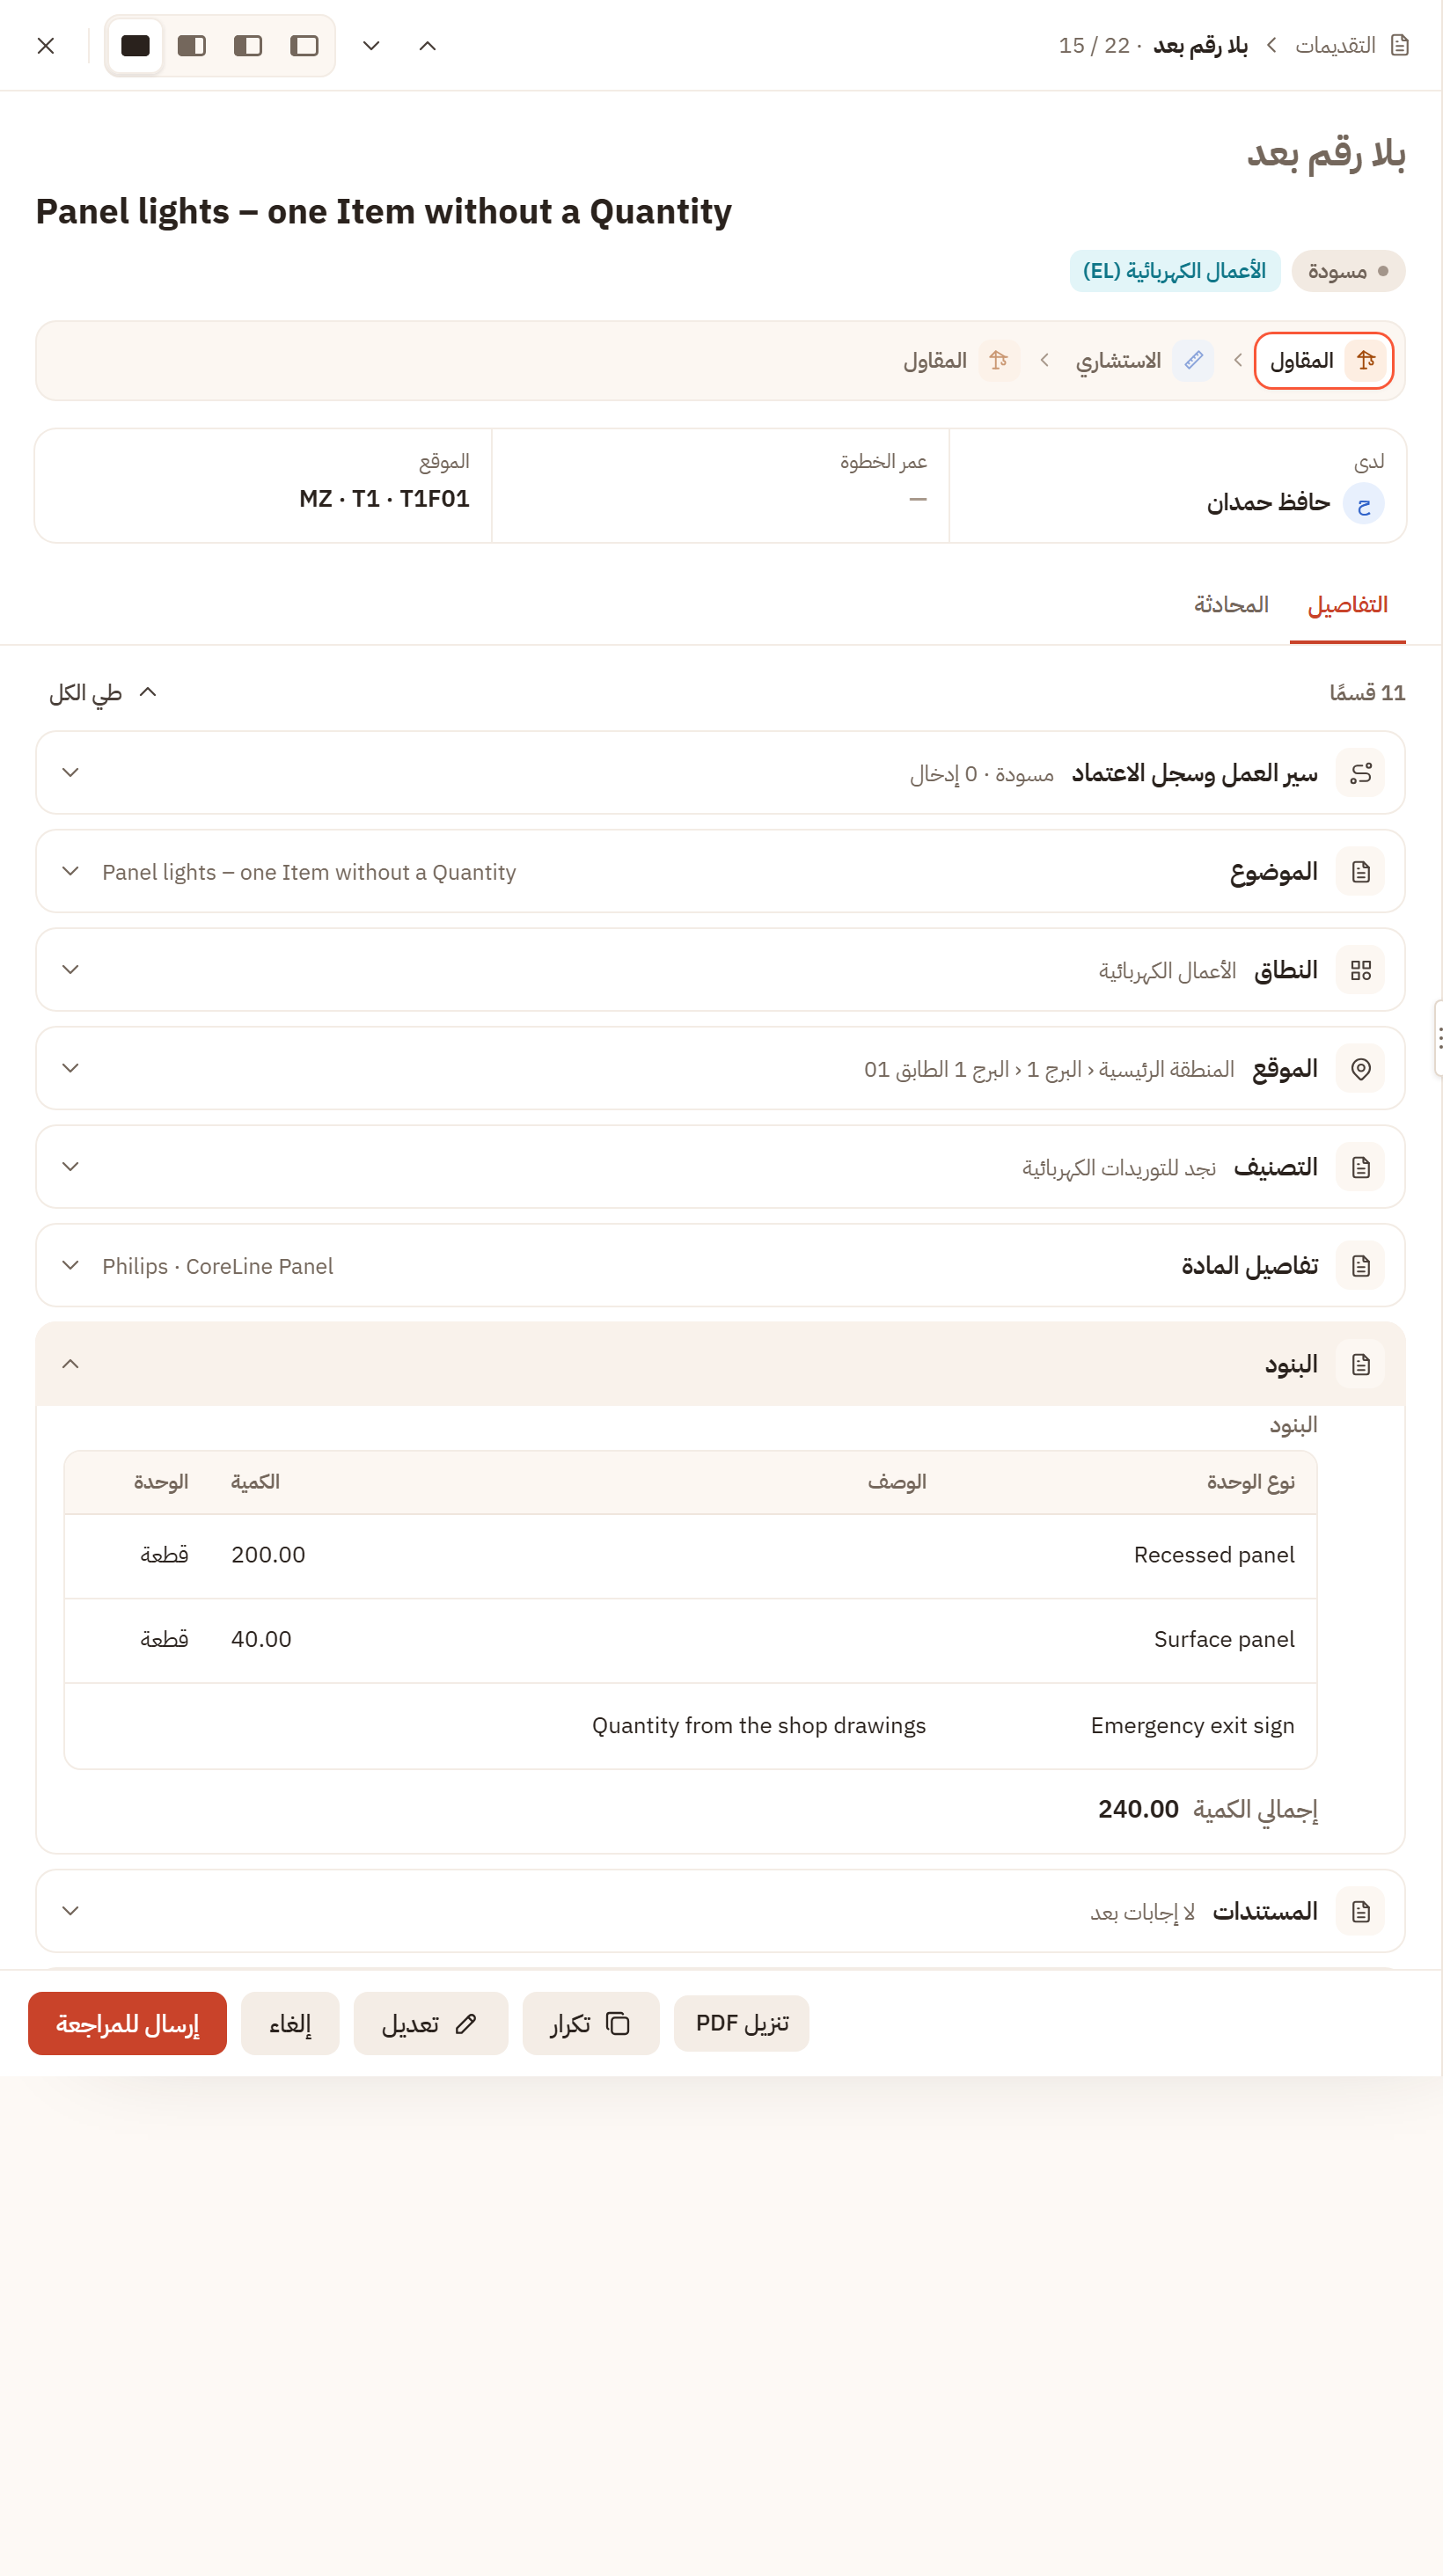 التقديمات > بلا رقم بعد · 22 / 15
بلا رقم بعد
Panel lights – one Item without a Quantity
مسودة الأعمال الكهربائية (EL)
المقاول > الاستشاري > المقاول
لدى
حافظ حمدان
ح
عمر الخطوة
—
الموقع
MZ · T1 · T1F01
التفاصيل المحادثة
11 قسمًا طي الكل
سير العمل وسجل الاعتماد مسودة · 0 إدخال
الموضوع Panel lights – one Item without a Quantity
النطاق الأعمال الكهربائية
الموقع المنطقة الرئيسية › البرج 1 › البرج 1 الطابق 01
التصنيف نجد للتوريدات الكهربائية
تفاصيل المادة Philips · CoreLine Panel
البنود
البنود
نوع الوحدة الوصف الكمية الوحدة
Recessed panel 200.00 قطعة
Surface panel 40.00 قطعة
Emergency exit sign Quantity from the shop drawings
إجمالي الكمية 240.00
المستندات لا إجابات بعد
تنزيل PDF تكرار تعديل إلغاء إرسال للمراجعة